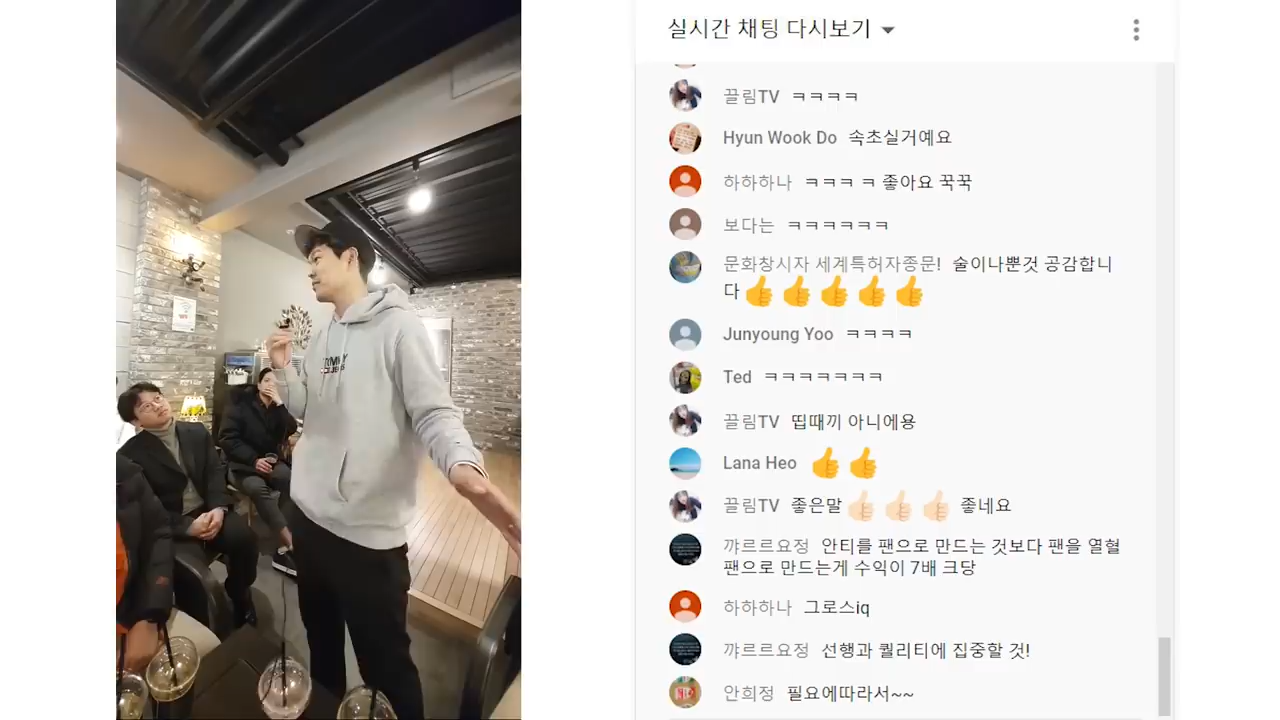 실시간 채팅 다시보기
끌림TV ㅋㅋㅋㅋ
Hyun Wook Do 속초실거예요
하하하나 ㅋㅋㅋ ㅋ 좋아요 꾹꾹
보다는 ㅋㅋㅋㅋㅋㅋ
문화창시자 세계특허자종문! 술이나뿐것 공감합니
다👍👍👍👍👍
Junyoung Yoo ㅋㅋㅋㅋ
Ted ㅋㅋㅋㅋㅋㅋㅋ
끌림TV 띱때끼 아니에용
Lana Heo 👍👍
끌림TV 좋은말👍🏻👍🏻👍🏻 좋네요
꺄르르요정 안티를 팬으로 만드는 것보다 팬을 열혈
팬으로 만드는게 수익이 7배 크당
하하하나 그로스iq
꺄르르요정 선행과 퀄리티에 집중할 것!
안희정 필요에따라서~~